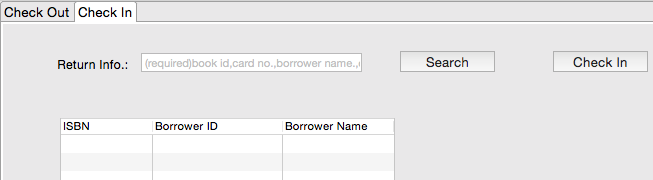 Check Out Check In
Return Info.: (required)book id,card no.,borrower name.,c Search Check In
ISBN Borrower ID Borrower Name